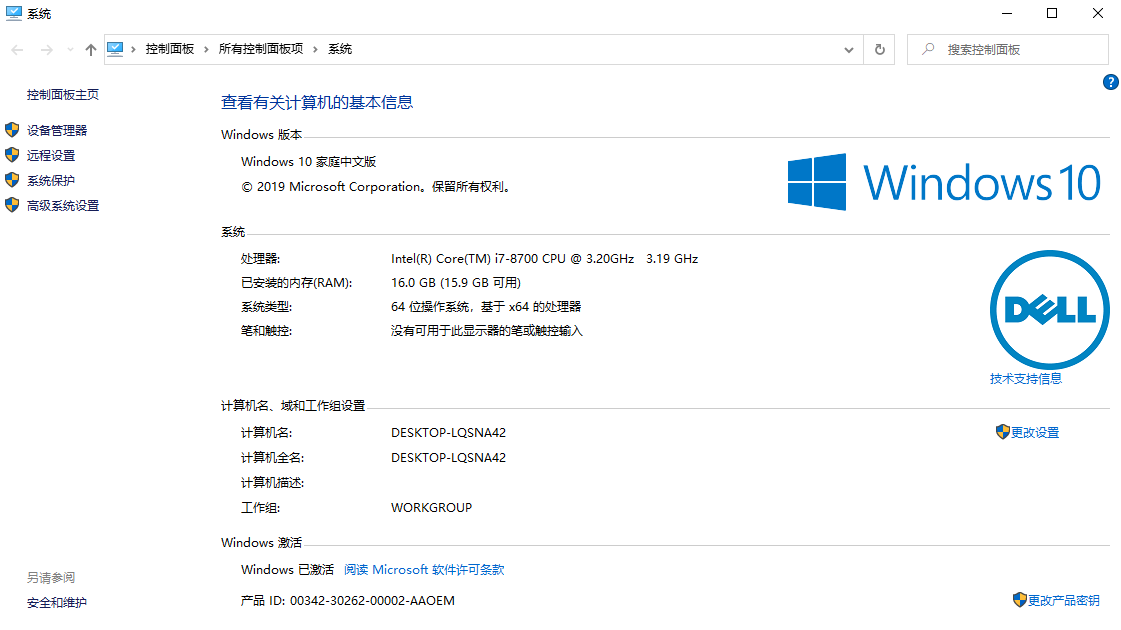 系统
控制面板 › 所有控制面板项 › 系统
搜索控制面板
控制面板主页
设备管理器
远程设置
系统保护
高级系统设置
另请参阅
安全和维护
?
查看有关计算机的基本信息
Windows 版本
Windows 10 家庭中文版
© 2019 Microsoft Corporation。保留所有权利。
Windows 10
系统
处理器: Intel(R) Core(TM) i7-8700 CPU @ 3.20GHz 3.19 GHz
已安装的内存(RAM): 16.0 GB (15.9 GB 可用)
系统类型: 64 位操作系统，基于 x64 的处理器
笔和触控: 没有可用于此显示器的笔或触控输入
DELL
技术支持信息
计算机名、域和工作组设置
计算机名: DESKTOP-LQSNA42 更改设置
计算机全名: DESKTOP-LQSNA42
计算机描述:
工作组: WORKGROUP
Windows 激活
Windows 已激活 阅读 Microsoft 软件许可条款
产品 ID: 00342-30262-00002-AAOEM 更改产品密钥